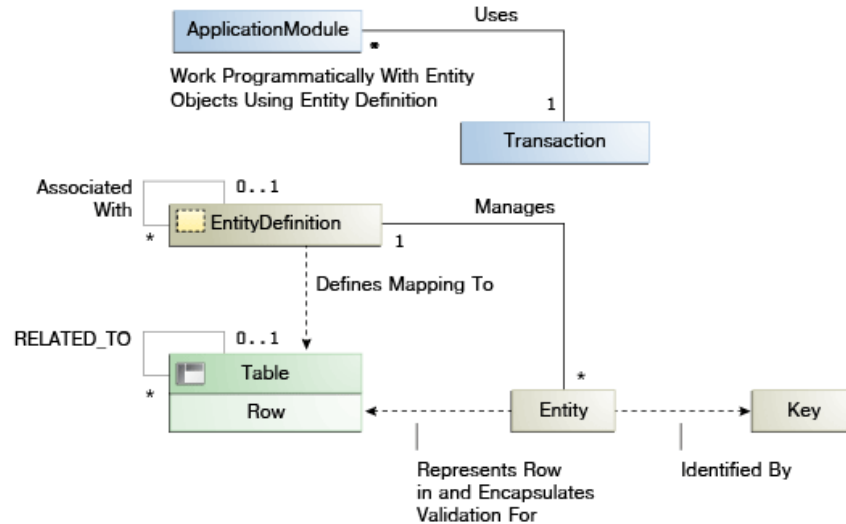 Uses
ApplicationModule
*
Work Programmatically With Entity
Objects Using Entity Definition
1
Transaction
Associated
With
0..1
*
EntityDefinition
1
Manages
Defines Mapping To
RELATED_TO
0..1
*
Table
Row
*
Entity
Key
Represents Row
in and Encapsulates
Validation For
Identified By